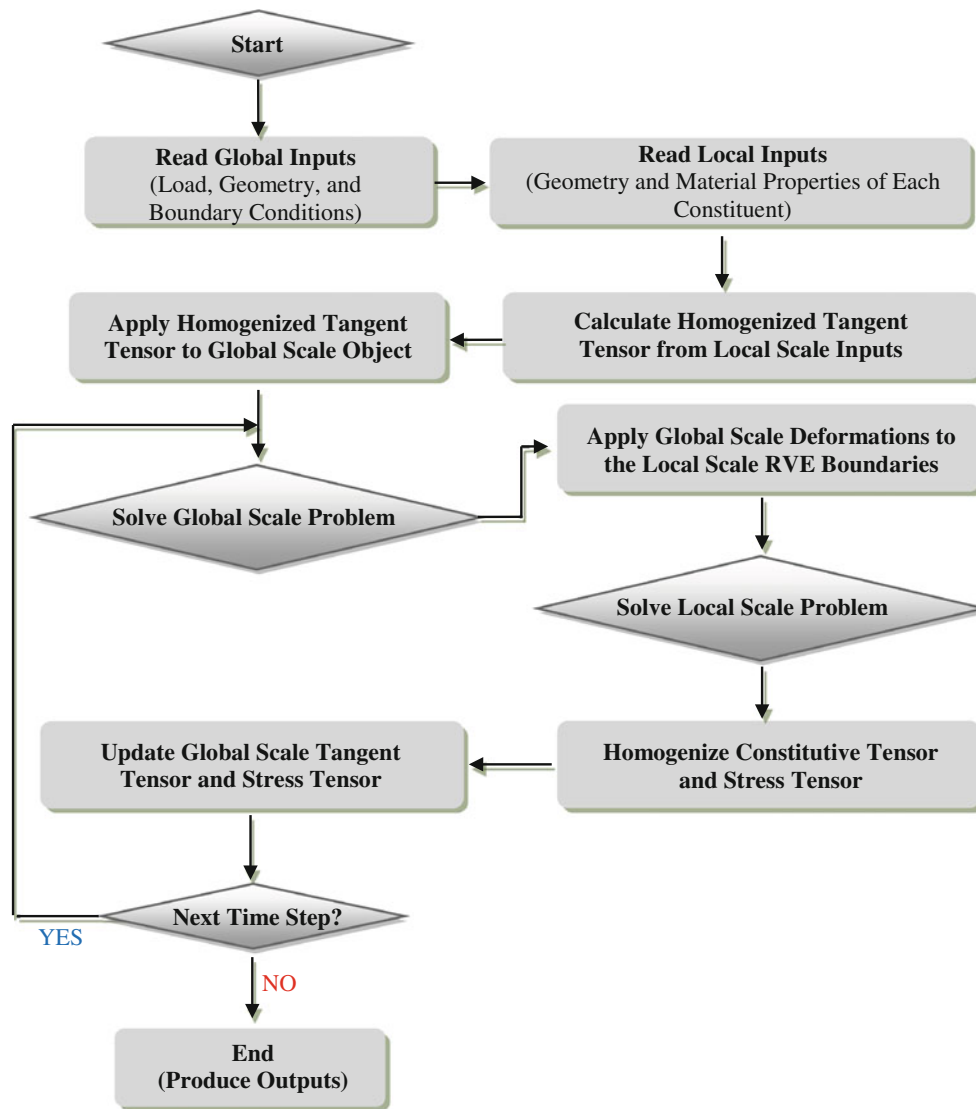 Start
Read Global Inputs
(Load, Geometry, and
Boundary Conditions)
Read Local Inputs
(Geometry and Material Properties of Each
Constituent)
Apply Homogenized Tangent
Tensor to Global Scale Object
Calculate Homogenized Tangent
Tensor from Local Scale Inputs
Solve Global Scale Problem
Apply Global Scale Deformations to
the Local Scale RVE Boundaries
Solve Local Scale Problem
Update Global Scale Tangent
Tensor and Stress Tensor
Homogenize Constitutive Tensor
and Stress Tensor
Next Time Step?
YES
NO
End
(Produce Outputs)